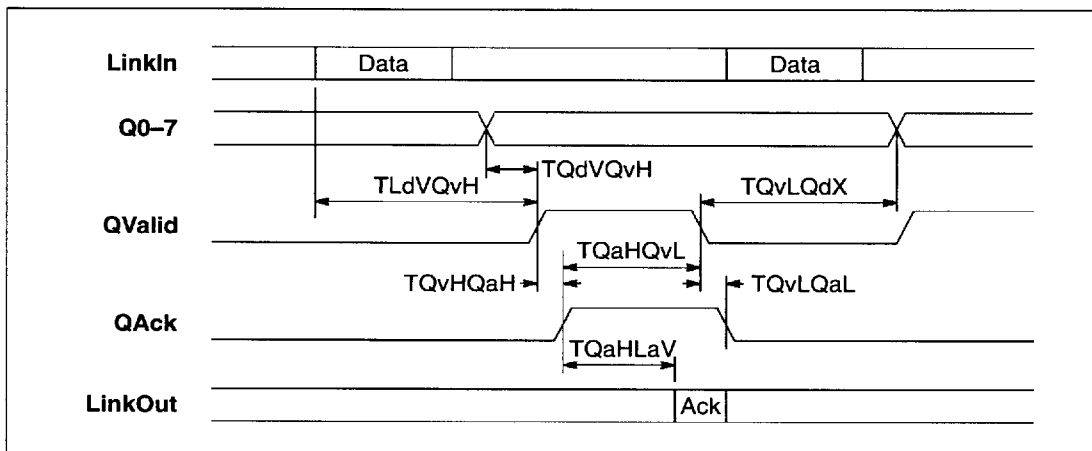 LinkIn Data Data
Q0–7
TQdVQvH
TLdVQvH TQvLQdX
QValid
TQaHQvL
TQvHQaH TQvLQaL
QAck
TQaHLaV
LinkOut Ack